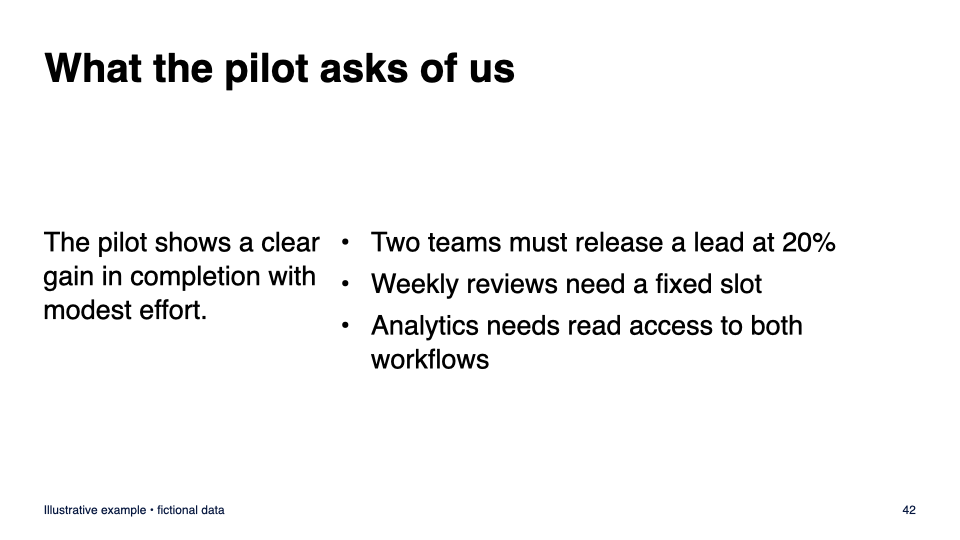 What the pilot asks of us
The pilot shows a clear
gain in completion with
modest effort.
• Two teams must release a lead at 20%
• Weekly reviews need a fixed slot
• Analytics needs read access to both
workflows
Illustrative example • fictional data
42